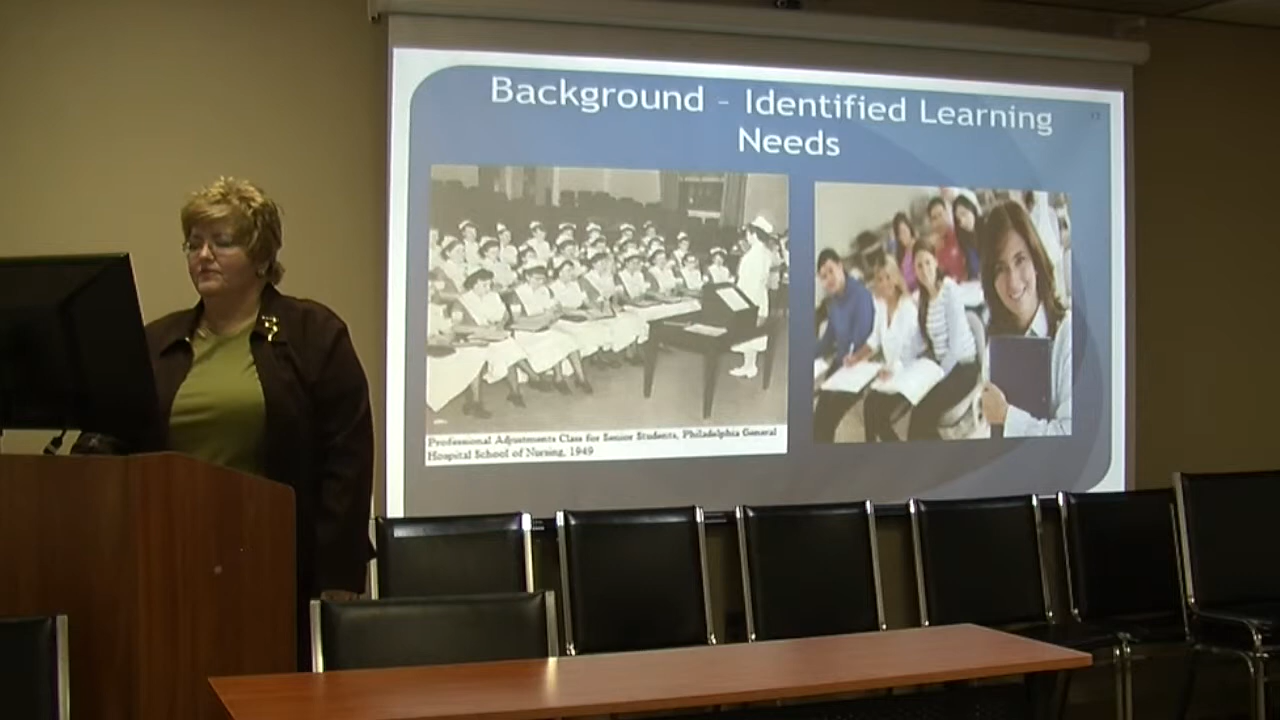 Background - Identified Learning
Needs
Professional Adjustments Class for Senior Students, Philadelphia General
Hospital School of Nursing, 1949